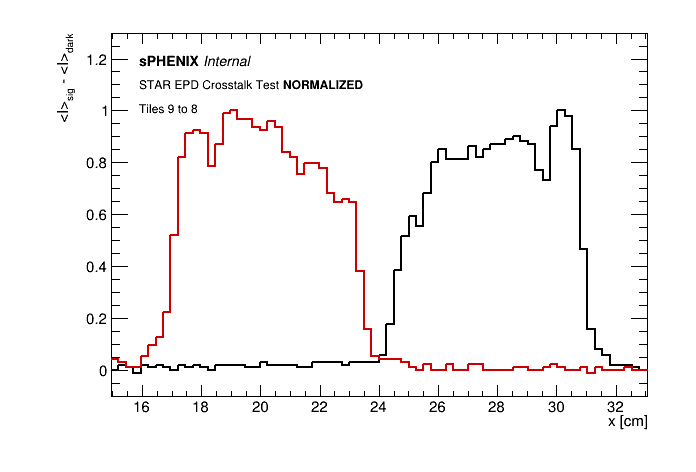 <I>sig - <I>dark
sPHENIX Internal
STAR EPD Crosstalk Test NORMALIZED
Tiles 9 to 8
1.2
1
0.8
0.6
0.4
0.2
0
16 18 20 22 24 26 28 30 32
x [cm]